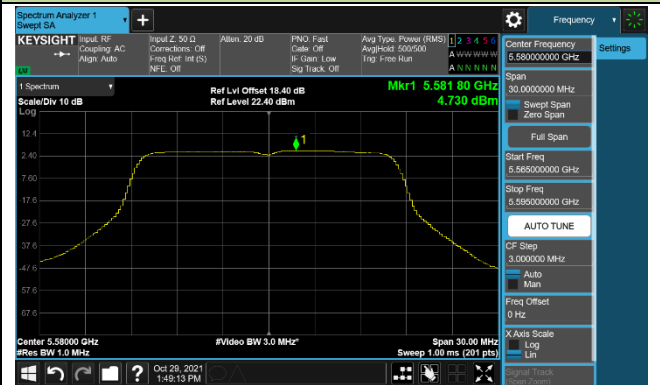 Spectrum Analyzer 1
Swept SA
+
Frequency
KEYSIGHT
Input: RF
Coupling: AC
Align: Auto
Input Z: 50 Ω
Corrections: Off
Freq Ref: Int (S)
NFE: Off
Atten: 20 dB
PNO: Fast
Gate: Off
IF Gain: Low
Sig Track: Off
Avg Type: Power (RMS)
Avg|Hold: 500/500
Trig: Free Run
1 2 3 4 5 6
A W W W W W
A N N N N N
LXI
1 Spectrum
Scale/Div 10 dB
Log
Ref Lvl Offset 18.40 dB
Ref Level 22.40 dBm
Mkr1 5.581 80 GHz
4.730 dBm
1
12.4
2.40
-7.60
-17.6
-27.6
-37.6
-47.6
-57.6
-67.6
Center 5.58000 GHz
#Res BW 1.0 MHz
#Video BW 3.0 MHz*
Span 30.00 MHz
Sweep 1.00 ms (201 pts)
Center Frequency
5.580000000 GHz
Settings
Span
30.0000000 MHz
Swept Span
Zero Span
Full Span
Start Freq
5.565000000 GHz
Stop Freq
5.595000000 GHz
AUTO TUNE
CF Step
3.000000 MHz
Auto
Man
Freq Offset
0 Hz
X Axis Scale
Log
Lin
Signal Track
(Span Zoom)
?
Oct 29, 2021
1:49:13 PM